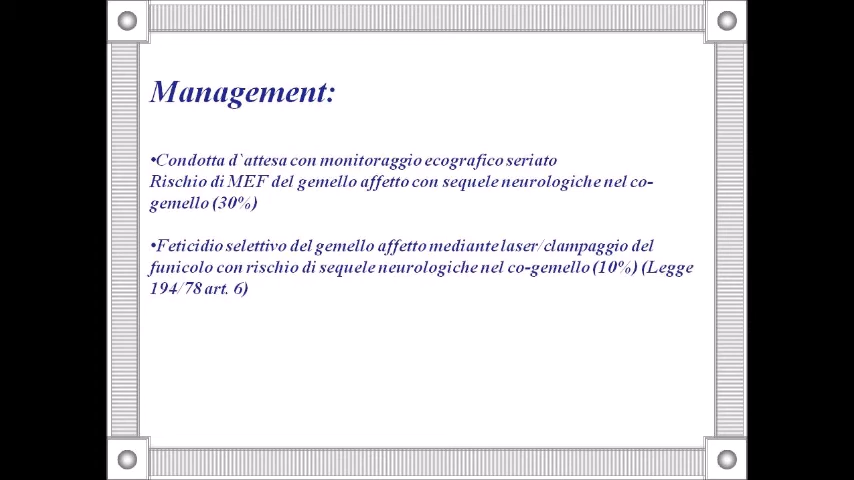 Management:
•Condotta d`attesa con monitoraggio ecografico seriato
Rischio di MEF del gemello affetto con sequele neurologiche nel co-
gemello (30%)
•Feticidio selettivo del gemello affetto mediante laser/clampaggio del
funicolo con rischio di sequele neurologiche nel co-gemello (10%) (Legge
194/78 art. 6)